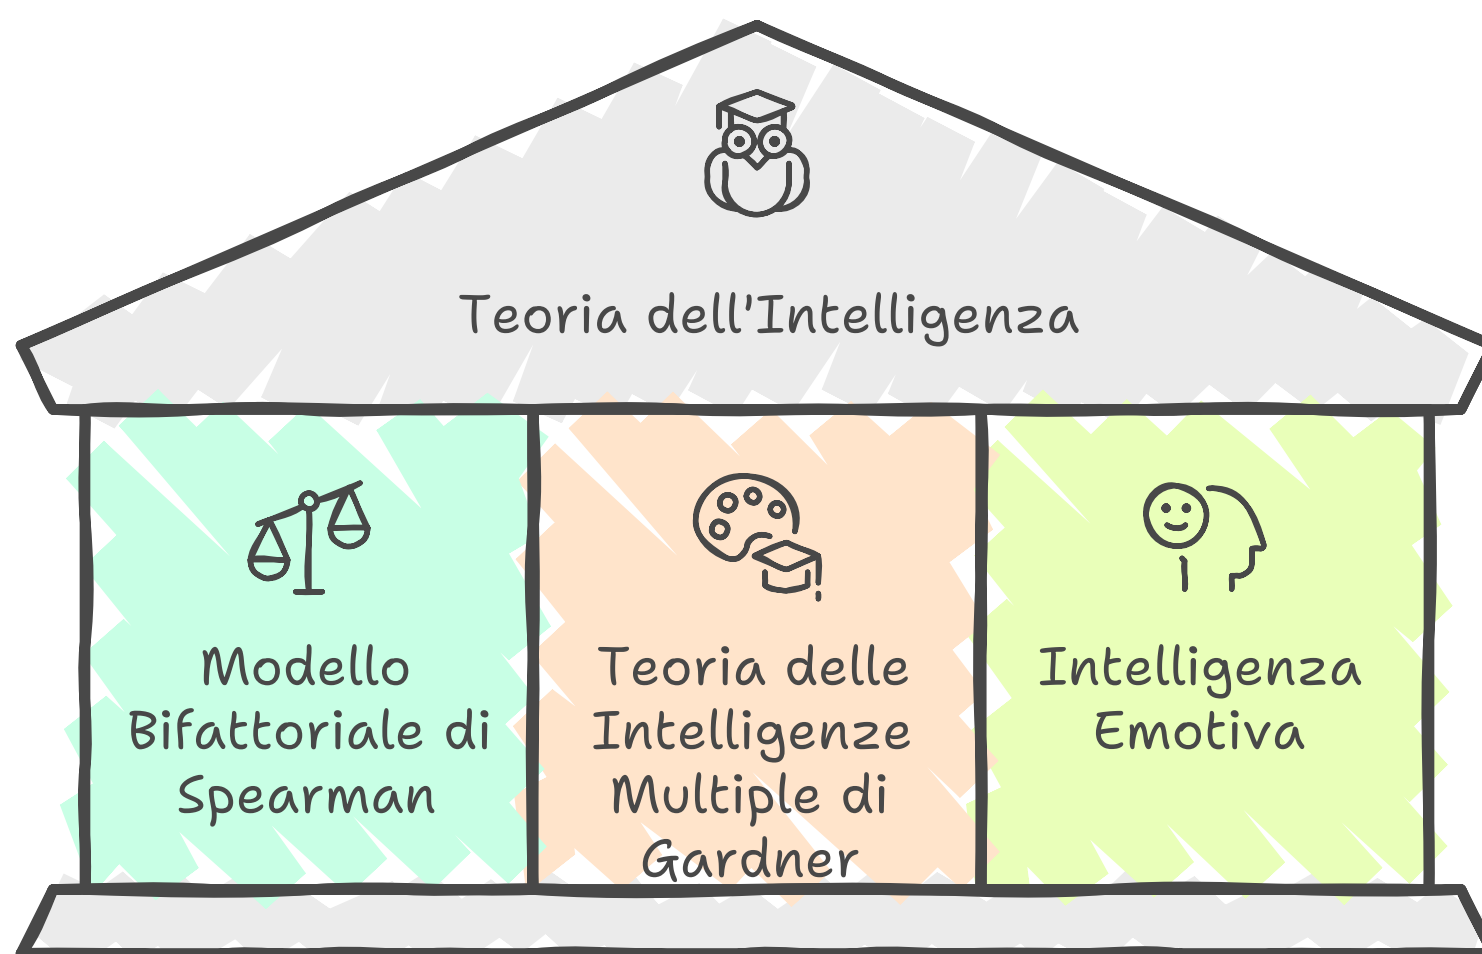 Teoria dell'Intelligenza
Modello
Bifattoriale di
Spearman
Teoria delle
Intelligenze
Multiple di
Gardner
Intelligenza
Emotiva